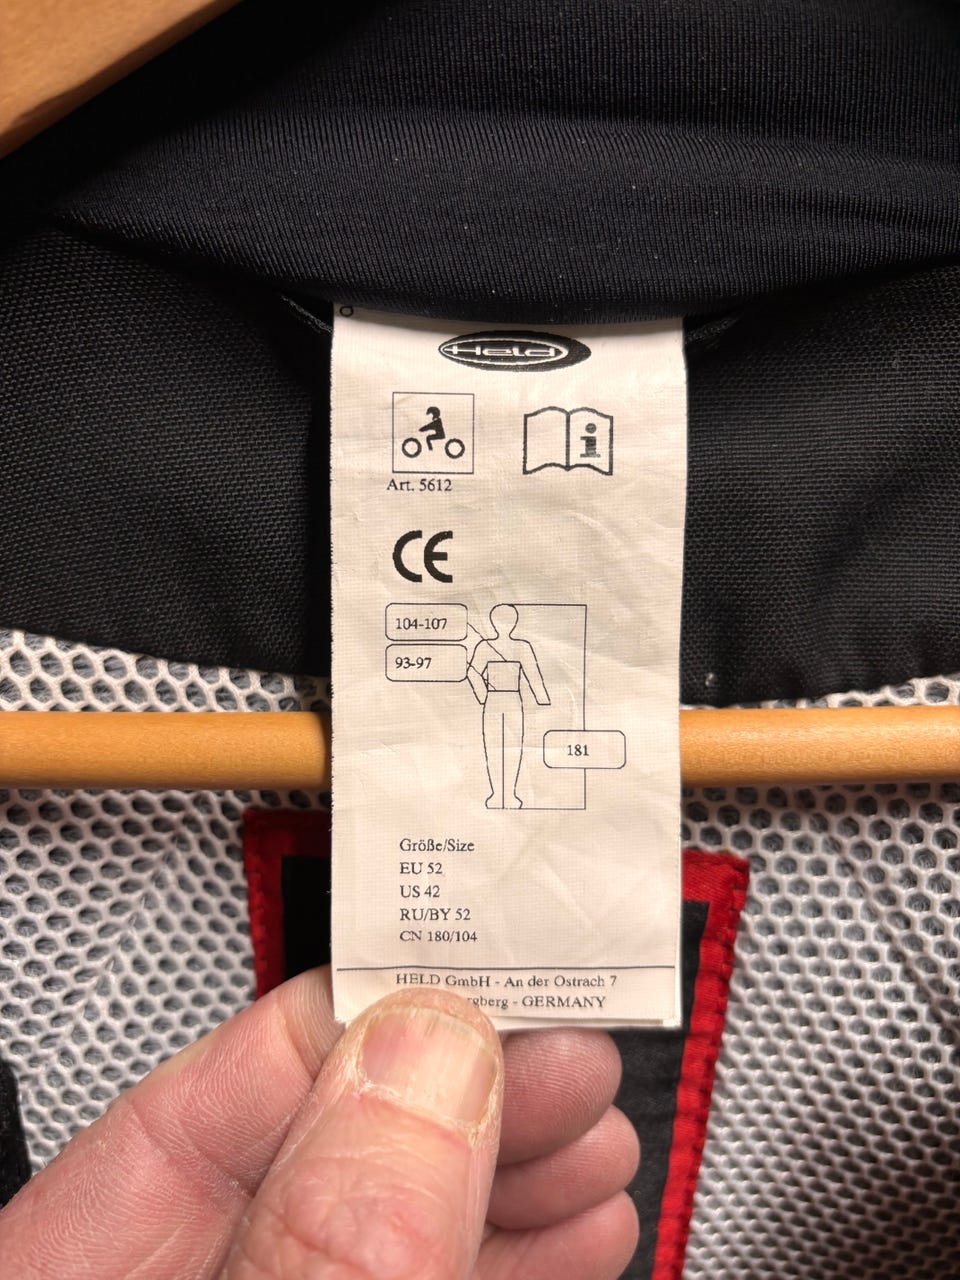 Held
i
Art. 5612
CE
104-107
93-97
181
Größe/Size
EU 52
US 42
RU/BY 52
CN 180/104
HELD GmbH - An der Ostrach 7
- GERMANY